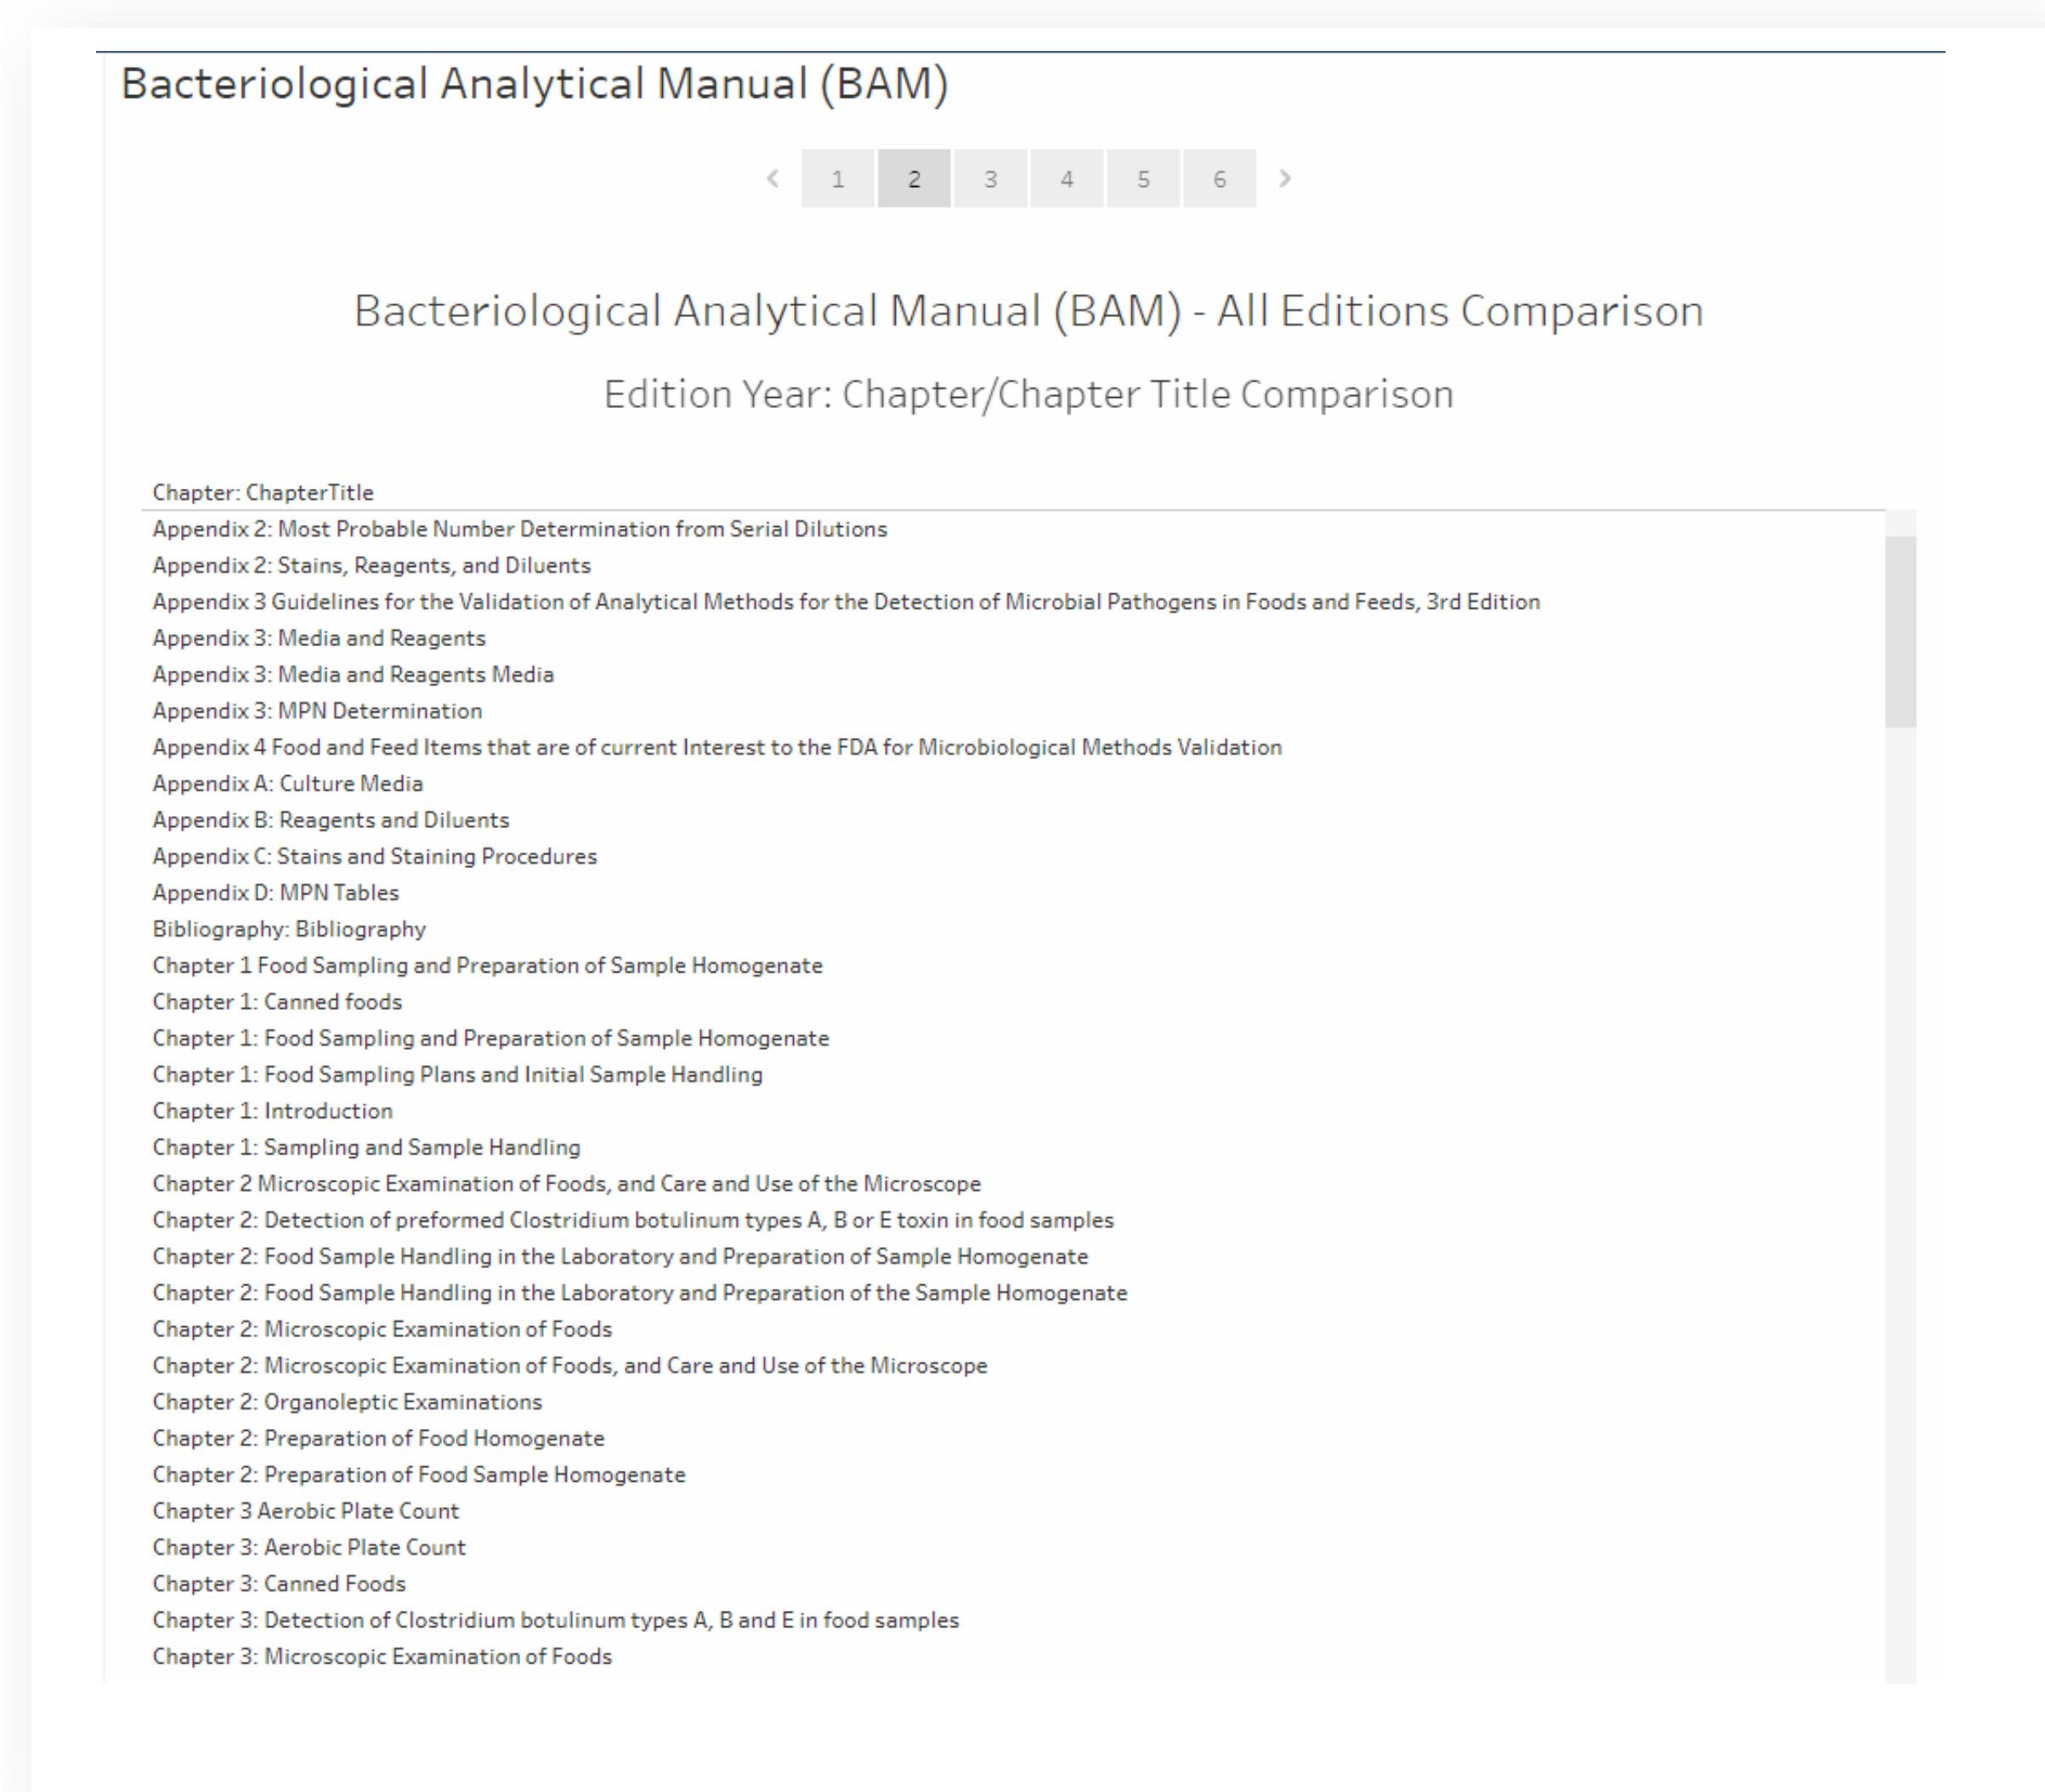 Bacteriological Analytical Manual (BAM)
1 2 3 4 5 6
Bacteriological Analytical Manual (BAM) - All Editions Comparison
Edition Year: Chapter/Chapter Title Comparison
Chapter: ChapterTitle
Appendix 2: Most Probable Number Determination from Serial Dilutions
Appendix 2: Stains, Reagents, and Diluents
Appendix 3 Guidelines for the Validation of Analytical Methods for the Detection of Microbial Pathogens in Foods and Feeds, 3rd Edition
Appendix 3: Media and Reagents
Appendix 3: Media and Reagents Media
Appendix 3: MPN Determination
Appendix 4 Food and Feed Items that are of current Interest to the FDA for Microbiological Methods Validation
Appendix A: Culture Media
Appendix B: Reagents and Diluents
Appendix C: Stains and Staining Procedures
Appendix D: MPN Tables
Bibliography: Bibliography
Chapter 1 Food Sampling and Preparation of Sample Homogenate
Chapter 1: Canned foods
Chapter 1: Food Sampling and Preparation of Sample Homogenate
Chapter 1: Food Sampling Plans and Initial Sample Handling
Chapter 1: Introduction
Chapter 1: Sampling and Sample Handling
Chapter 2 Microscopic Examination of Foods, and Care and Use of the Microscope
Chapter 2: Detection of preformed Clostridium botulinum types A, B or E toxin in food samples
Chapter 2: Food Sample Handling in the Laboratory and Preparation of Sample Homogenate
Chapter 2: Food Sample Handling in the Laboratory and Preparation of the Sample Homogenate
Chapter 2: Microscopic Examination of Foods
Chapter 2: Microscopic Examination of Foods, and Care and Use of the Microscope
Chapter 2: Organoleptic Examinations
Chapter 2: Preparation of Food Homogenate
Chapter 2: Preparation of Food Sample Homogenate
Chapter 3 Aerobic Plate Count
Chapter 3: Aerobic Plate Count
Chapter 3: Canned Foods
Chapter 3: Detection of Clostridium botulinum types A, B and E in food samples
Chapter 3: Microscopic Examination of Foods